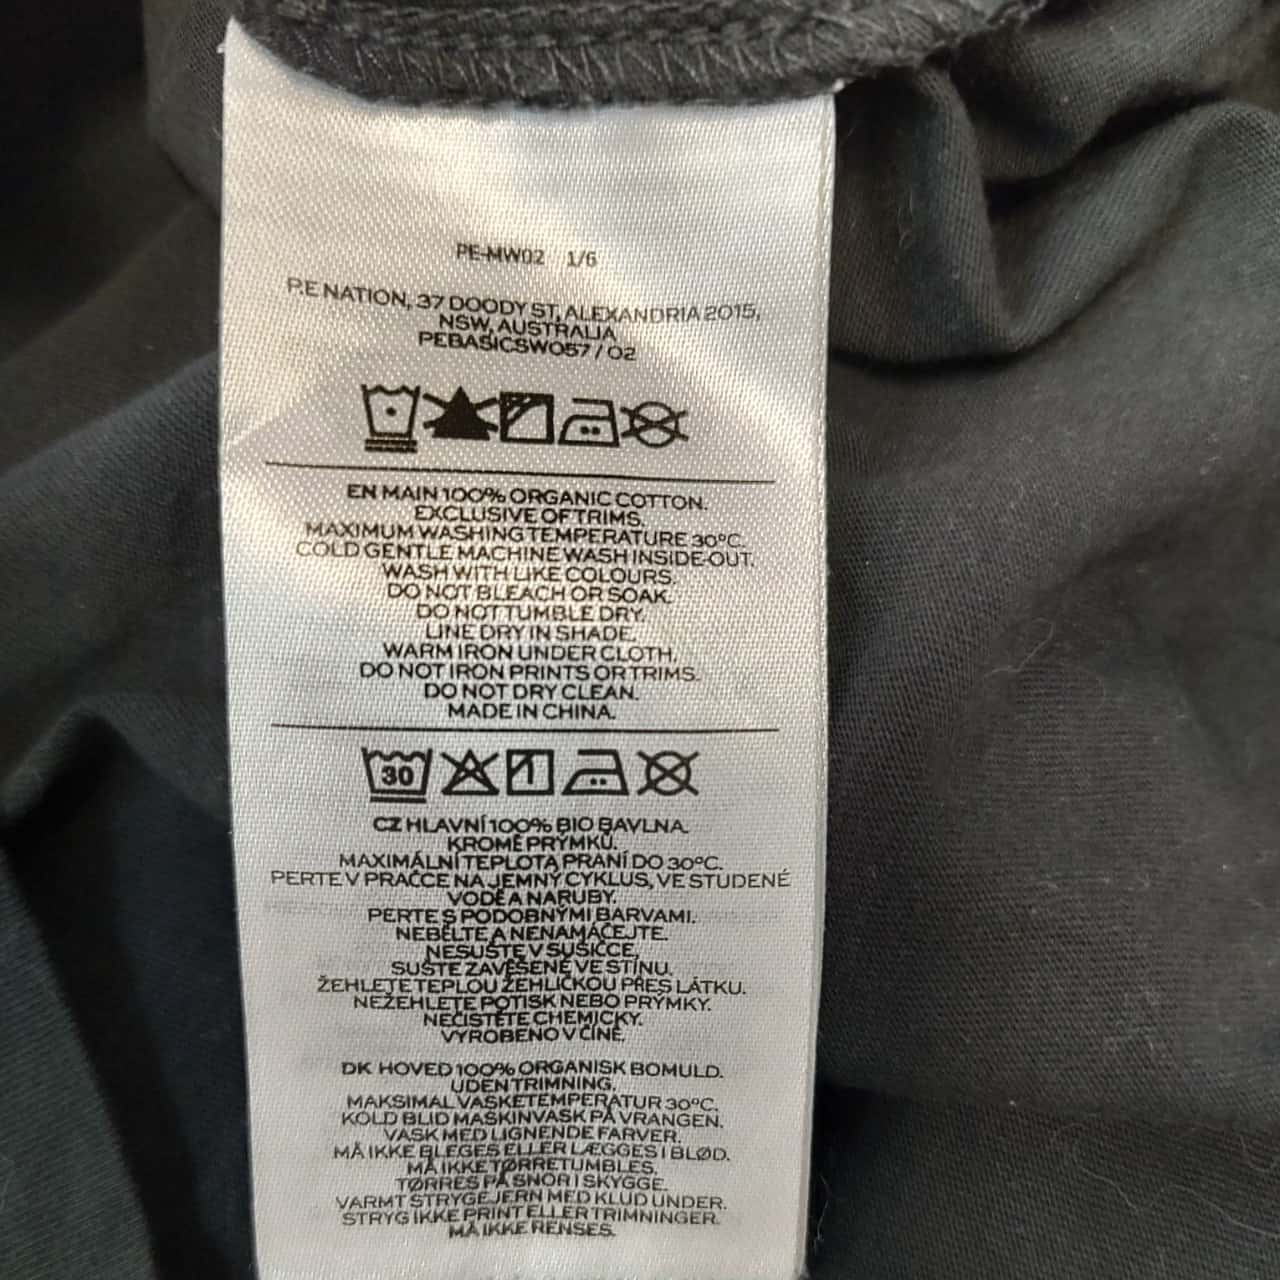 PE-MW02 1/6
P.E NATION, 37 DOODY ST, ALEXANDRIA 2015,
NSW, AUSTRALIA
PEBASICSW057 / 02
EN MAIN 100% ORGANIC COTTON.
EXCLUSIVE OF TRIMS.
MAXIMUM WASHING TEMPERATURE 30ºC.
COLD GENTLE MACHINE WASH INSIDE-OUT.
WASH WITH LIKE COLOURS.
DO NOT BLEACH OR SOAK.
DO NOT TUMBLE DRY.
LINE DRY IN SHADE.
WARM IRON UNDER CLOTH.
DO NOT IRON PRINTS OR TRIMS.
DO NOT DRY CLEAN.
MADE IN CHINA.
30 1
CZ HLAVNÍ 100% BIO BAVLNA.
KROMĚ PRÝMKŮ.
MAXIMÁLNÍ TEPLOTA PRANÍ DO 30ºC.
PERTE V PRAČCE NA JEMNÝ CYKLUS, VE STUDENÉ
VODĚ A NARUBY.
PERTE S PODOBNÝMI BARVAMI.
NEBĚLTE A NENAMÁČEJTE.
NESUŠTE V SUŠIČCE,
SUŠTE ZAVĚŠENÉ VE STÍNU.
ŽEHLETE TEPLOU ŽEHLIČKOU PŘES LÁTKU.
NEŽEHLETE POTISK NEBO PRÝMKY.
NEČISTĚTE CHEMICKY.
VYROBENO V ČÍNĚ.
DK HOVED 100% ORGANISK BOMULD.
UDEN TRIMNING.
MAKSIMAL VASKETEMPERATUR 30ºC.
KOLD BLID MASKINVASK PÅ VRANGEN.
VASK MED LIGNENDE FARVER.
MÅ IKKE BLEGES ELLER LÆGGES I BLØD.
MÅ IKKE TØRRETUMBLES.
TØRRES PÅ SNOR I SKYGGE.
VARMT STRYGEJERN MED KLUD UNDER.
STRYG IKKE PRINT ELLER TRIMNINGER.
MÅ IKKE RENSES.